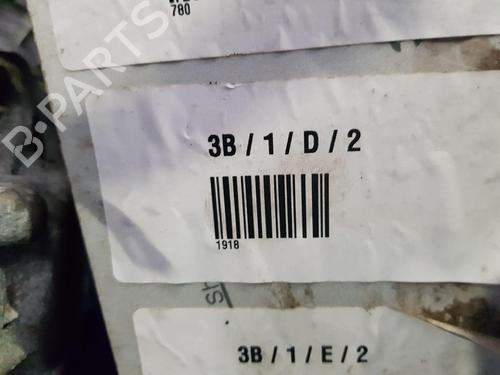 780
3B / 1 / D / 2
1918
3B / 1 / E / 2
B-PARTS